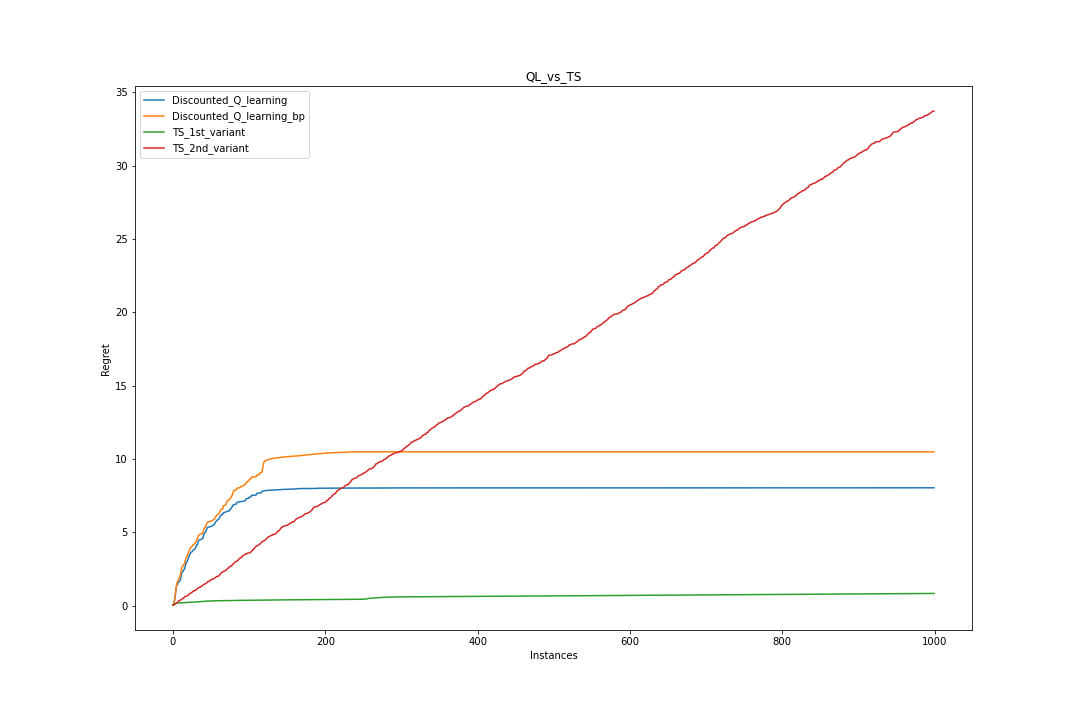 QL_vs_TS
Discounted_Q_learning
Discounted_Q_learning_bp
TS_1st_variant
TS_2nd_variant
35
30
25
20
15
10
5
0
Regret
0 200 400 600 800 1000
Instances